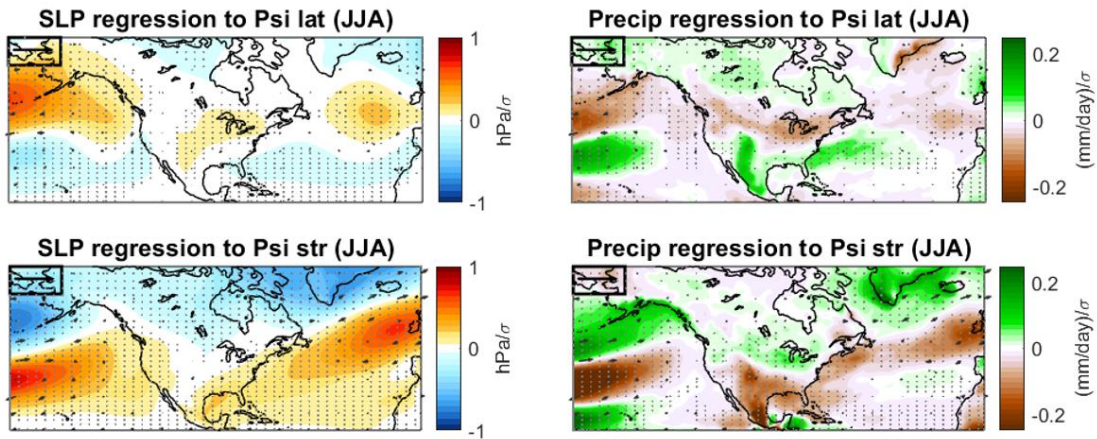 SLP regression to Psi lat (JJA)
1
0
-1
hPa/σ
Precip regression to Psi lat (JJA)
0.2
0
-0.2
(mm/day)/σ
SLP regression to Psi str (JJA)
1
0
-1
hPa/σ
Precip regression to Psi str (JJA)
0.2
0
-0.2
(mm/day)/σ